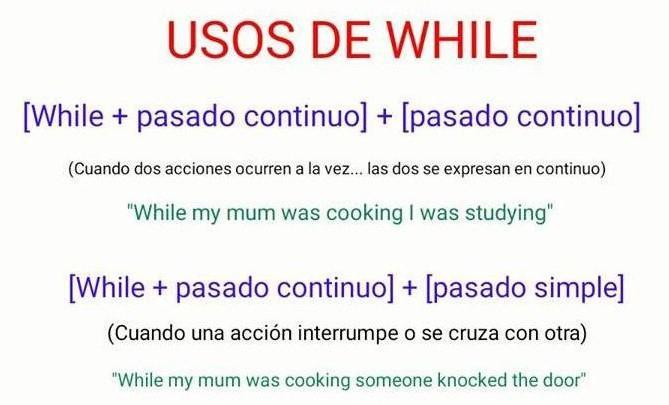 USOS DE WHILE
[While + pasado continuo] + [pasado continuo]
(Cuando dos acciones ocurren a la vez... las dos se expresan en continuo)
"While my mum was cooking I was studying"
[While + pasado continuo] + [pasado simple]
(Cuando una acción interrumpe o se cruza con otra)
"While my mum was cooking someone knocked the door"